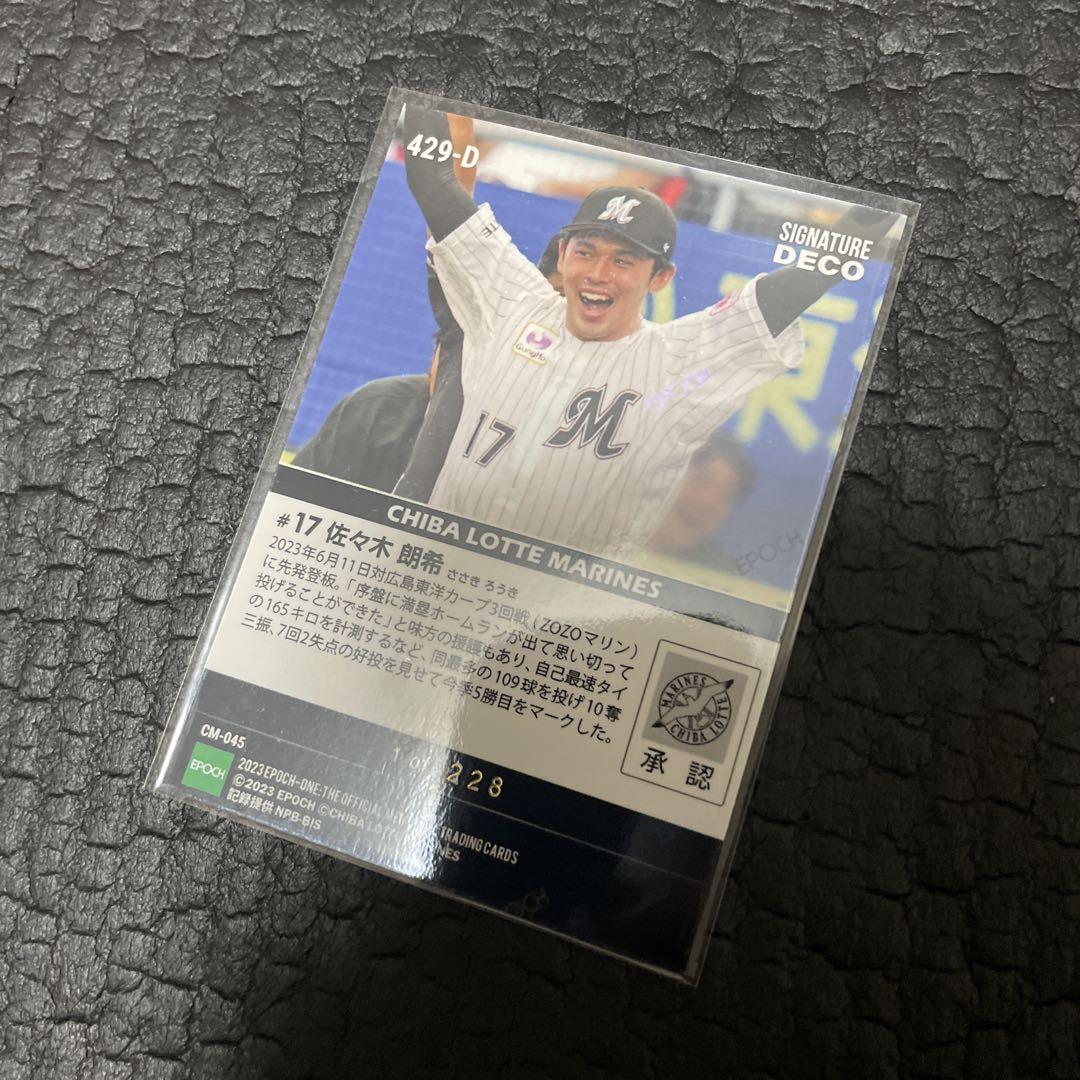 429-D
SIGNATURE
DECO
M
GungHo
17
M
CHIBA LOTTE MARINES
EPOCH
#17 佐々木 朗希 ささき ろうき
2023年6月11日対広島東洋カープ3回戦(ZOZOマリン)
に先発登板。「序盤に満塁ホームランが出て思い切って
投げることができた」と味方の援護もあり、自己最速タイ
の165キロを計測するなど、同最多の109球を投げ10奪
三振、7回2失点の好投を見せて今季5勝目をマークした。
MARINES
CHIBA LOTTE
承認
CM-045
228
EPOCH
2023 EPOCH-ONE:THE OFFICIAL TRADING CARDS
©2023 EPOCH ©CHIBA LOTTE
記録提供 NPB-BIS
EPOCH